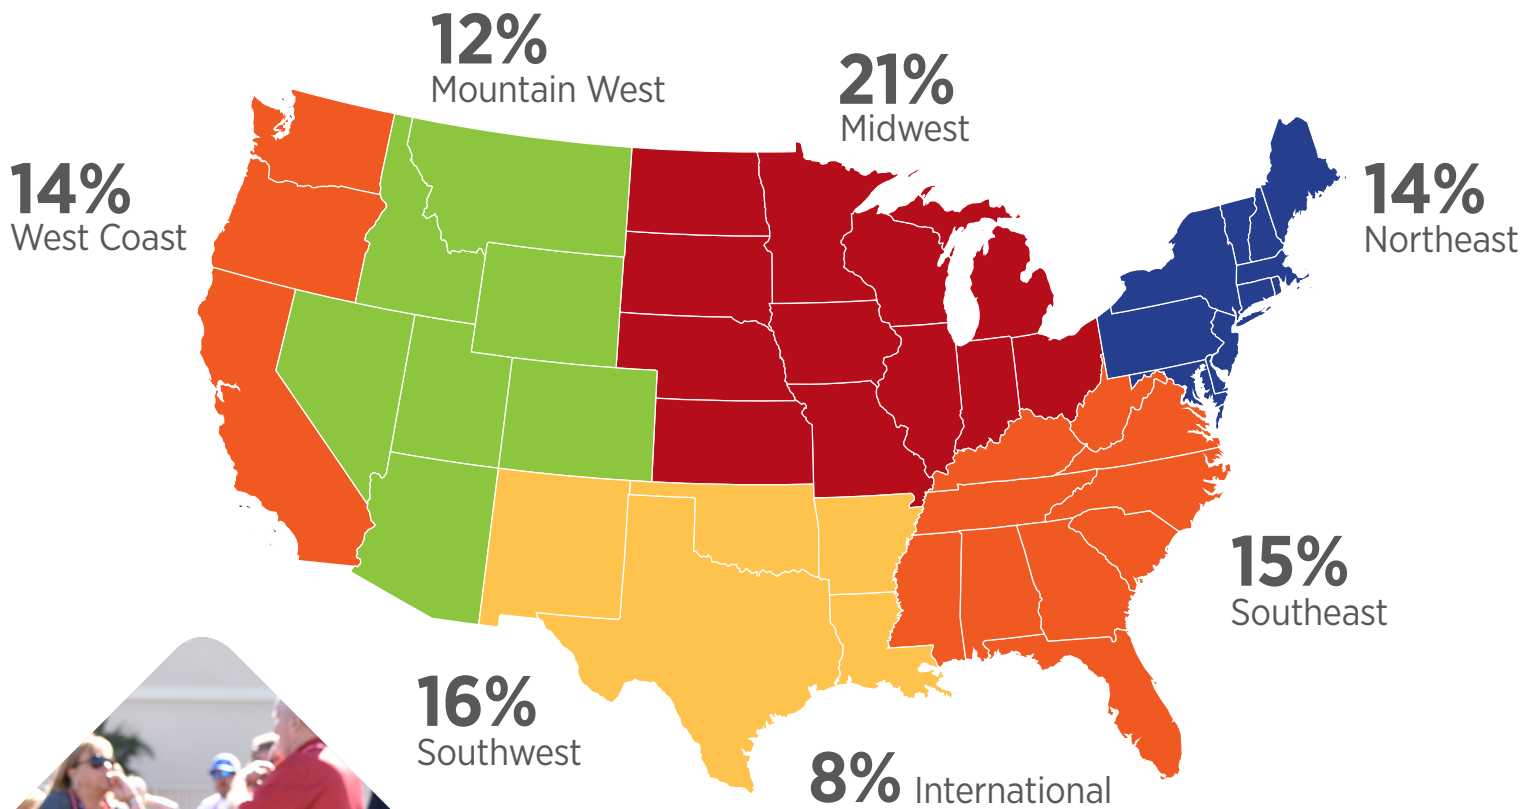 12%
Mountain West
21%
Midwest
14%
West Coast
14%
Northeast
15%
Southeast
16%
Southwest
8% International